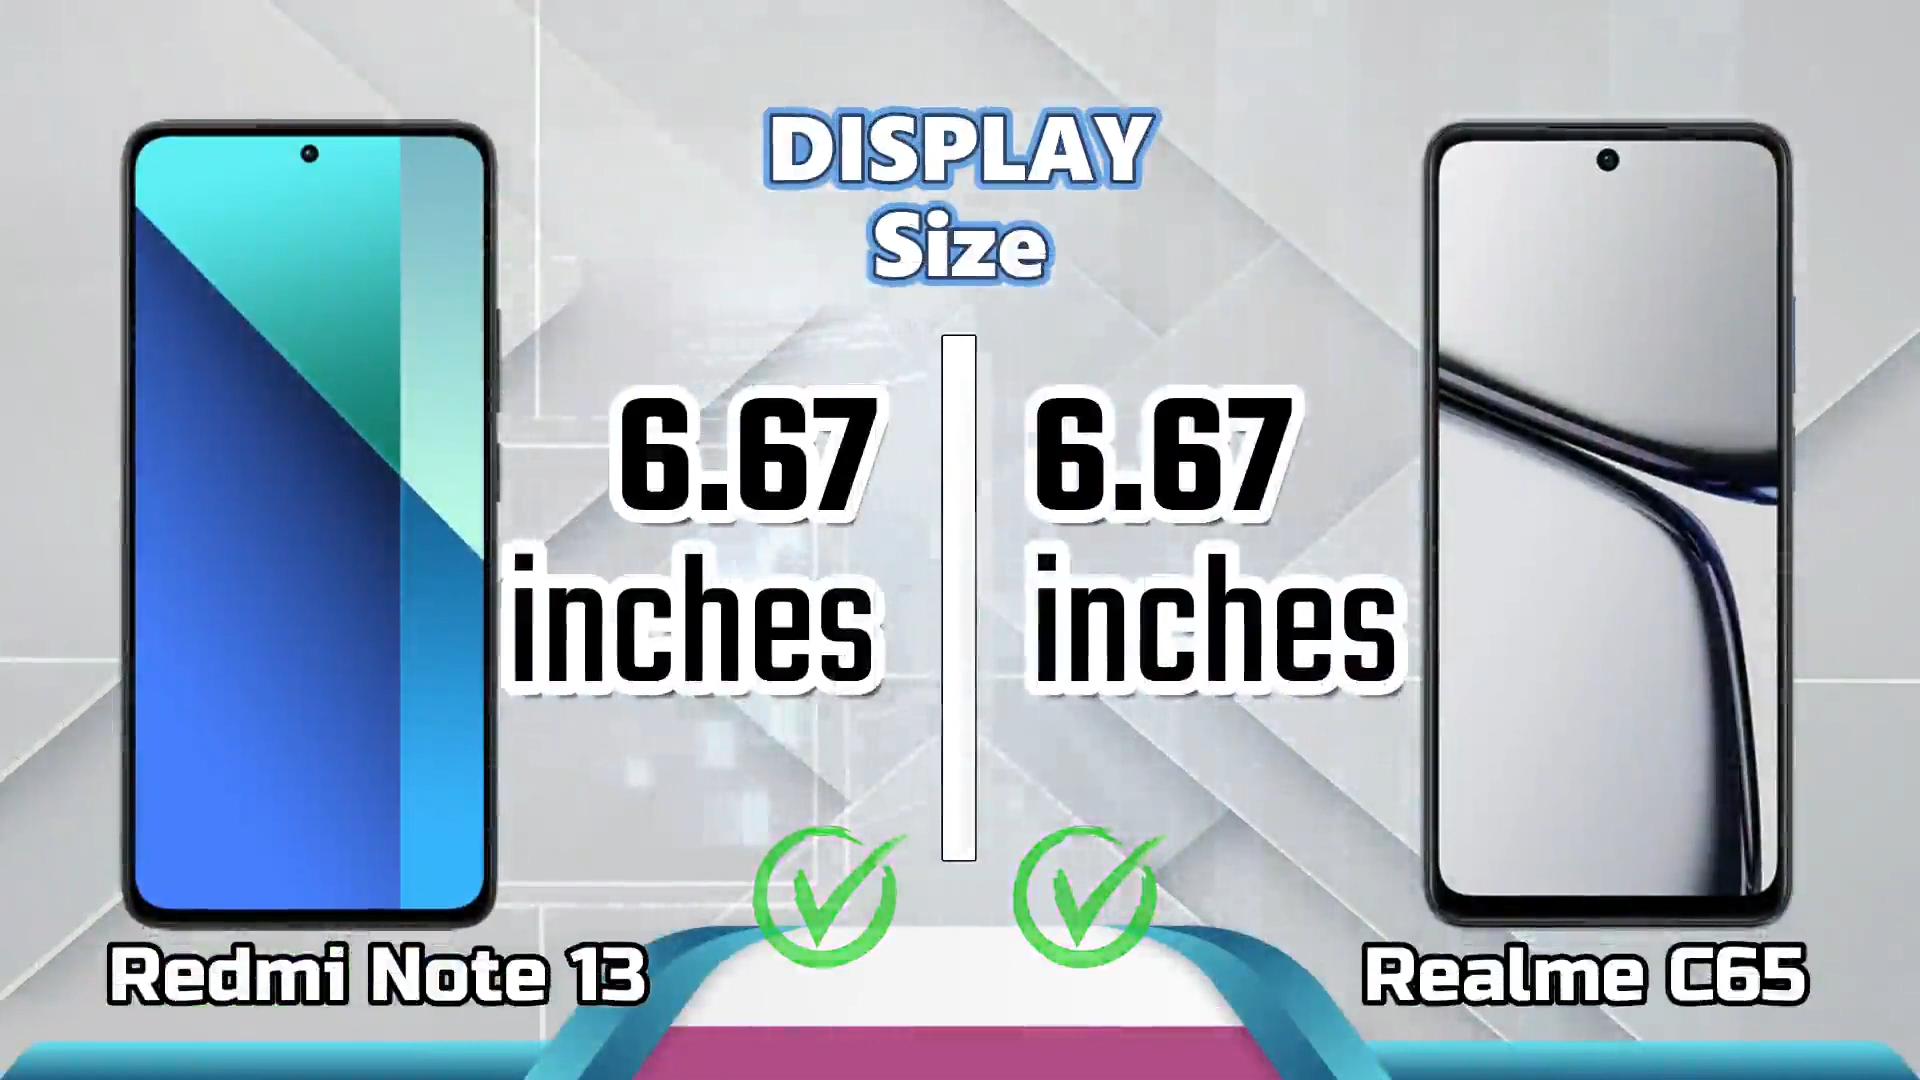 DISPLAY
Size
6.67
inches
6.67
inches
Redmi Note 13
Realme C65